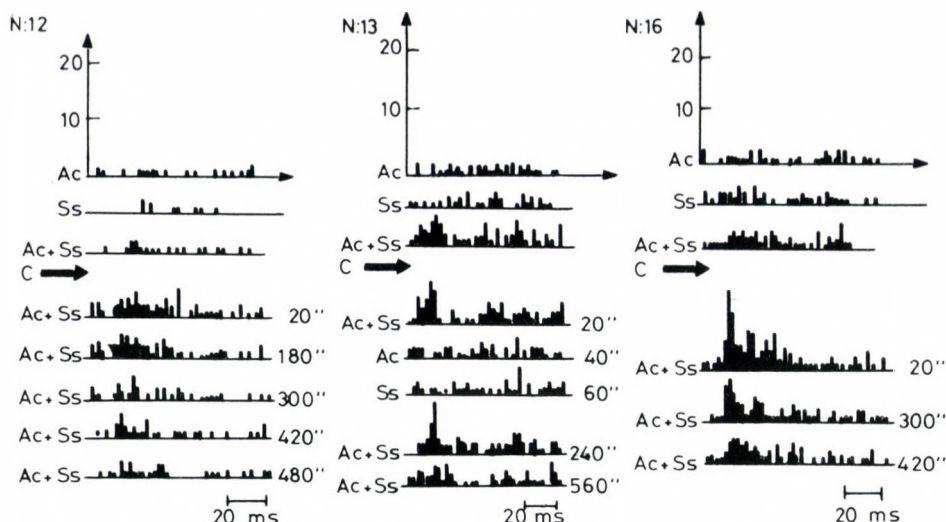 N:12
20
10
Ac
Ss
Ac+Ss
C
Ac+Ss 20''
Ac+Ss 180''
Ac+Ss 300''
Ac+Ss 420''
Ac+Ss 480''
20 ms
N:13
20
10
Ac
Ss
Ac+Ss
C
Ac+Ss 20''
Ac 40''
Ss 60''
Ac+Ss 240''
Ac+Ss 560''
20 ms
N:16
20
10
Ac
Ss
Ac+Ss
C
Ac+Ss 20''
Ac+Ss 300''
Ac+Ss 420''
20 ms